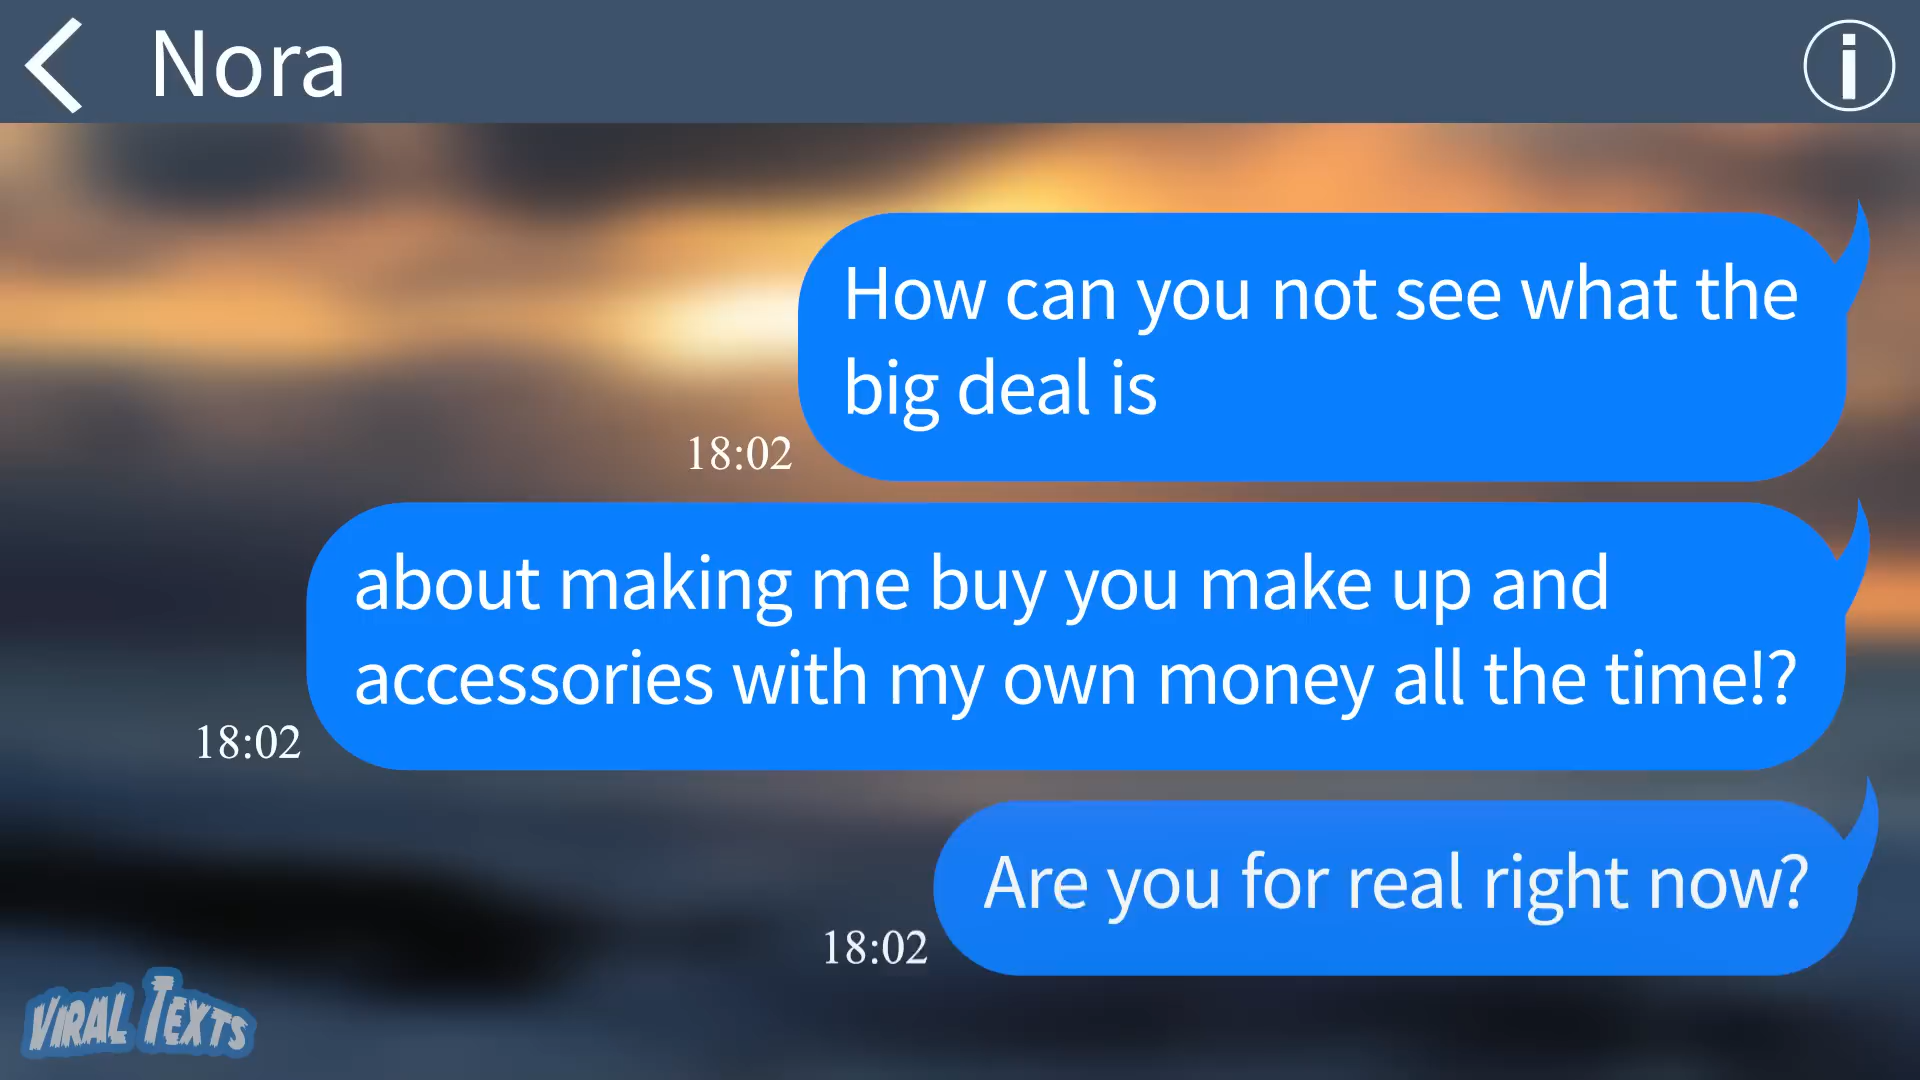 Nora
How can you not see what the
big deal is
18:02
about making me buy you make up and
accessories with my own money all the time!?
18:02
Are you for real right now?
18:02
VIRAL TEXTS